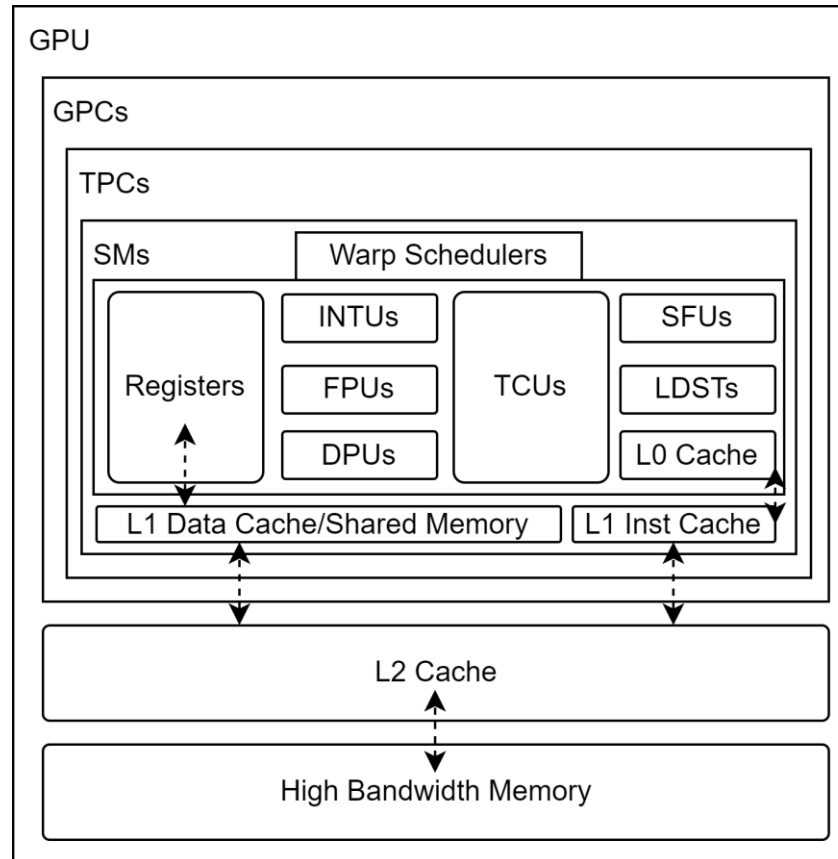 GPU
GPCs
TPCs
SMs
Warp Schedulers
Registers
INTUs
FPUs
DPUs
TCUs
SFUs
LDSTs
L0 Cache
L1 Data Cache/Shared Memory
L1 Inst Cache
L2 Cache
High Bandwidth Memory